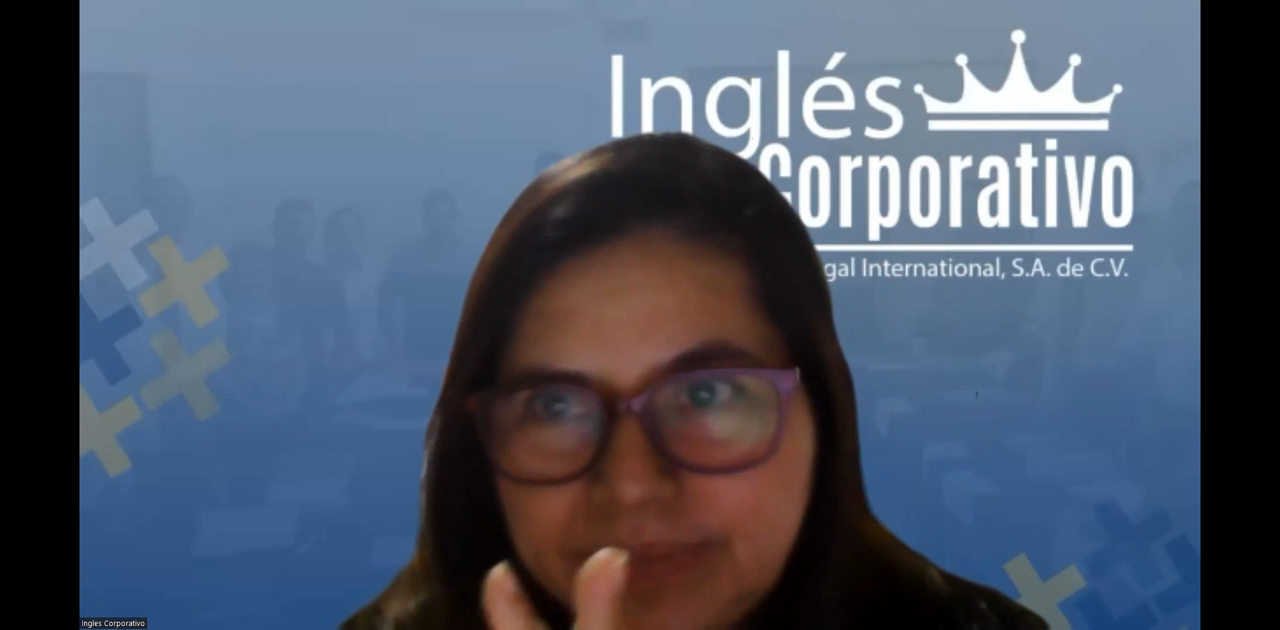 Inglés
Corporativo
gal International, S.A. de C.V.
Ingles Corporativo